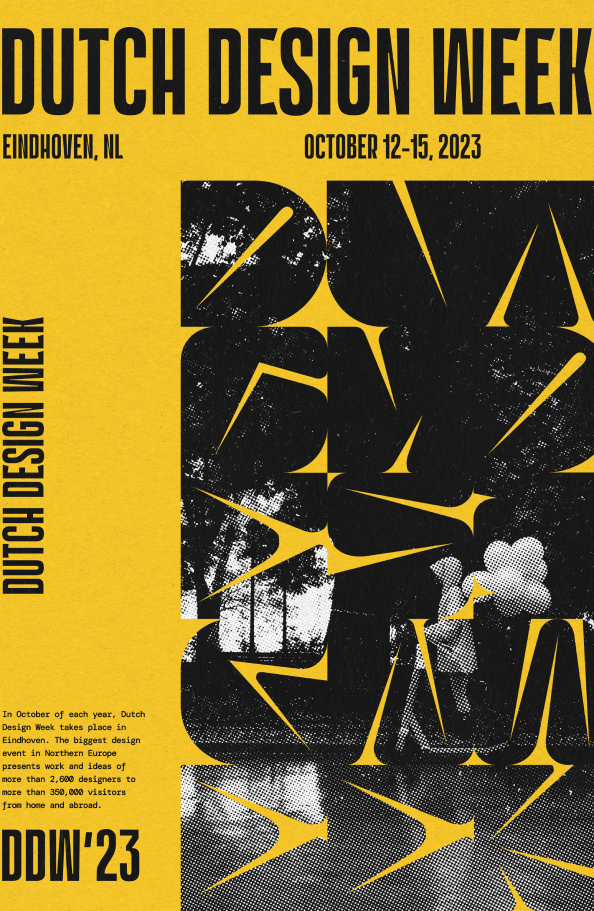 DUTCH DESIGN WEEK
EINDHOVEN, NL
OCTOBER 12-15, 2023
DUTCH DESIGN WEEK
In October of each year, Dutch
Design Week takes place in
Eindhoven. The biggest design
event in Northern Europe
presents work and ideas of
more than 2,600 designers to
more than 350,000 visitors
from home and abroad.
DDW'23